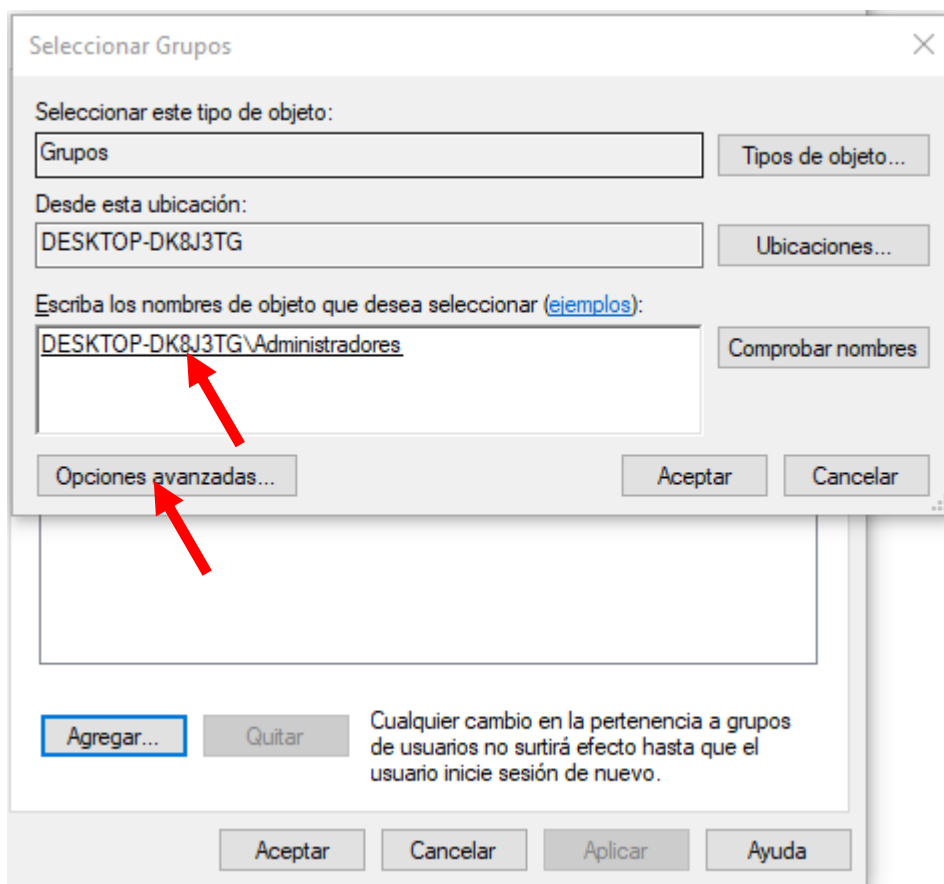 Seleccionar Grupos
Seleccionar este tipo de objeto:
Grupos
Tipos de objeto...
Desde esta ubicación:
DESKTOP-DK8J3TG
Ubicaciones...
Escriba los nombres de objeto que desea seleccionar (ejemplos):
DESKTOP-DK8J3TG\Administradores
Comprobar nombres
Opciones avanzadas...
Aceptar
Cancelar
Agregar...
Quitar
Cualquier cambio en la pertenencia a grupos
de usuarios no surtirá efecto hasta que el
usuario inicie sesión de nuevo.
Aceptar
Cancelar
Aplicar
Ayuda